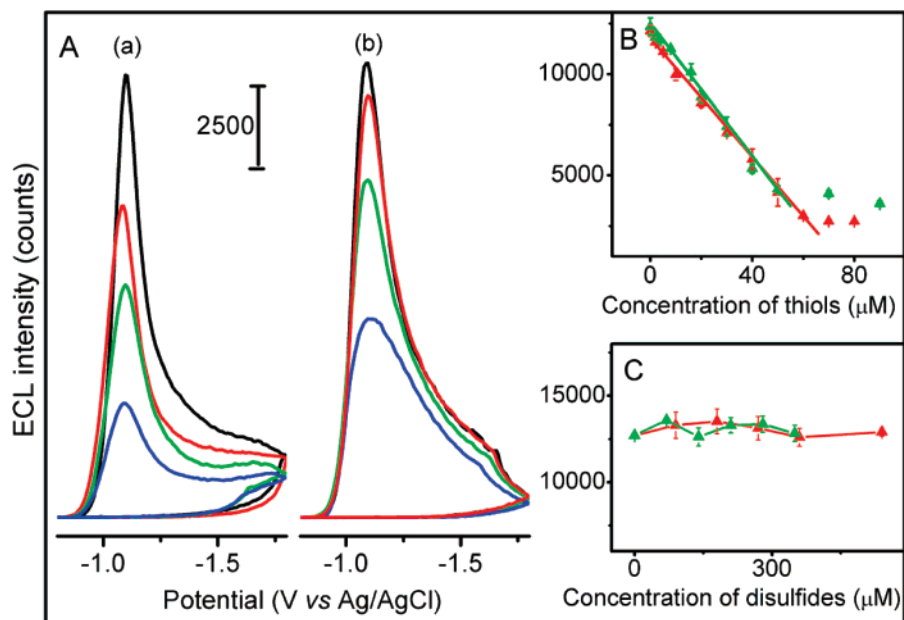 A
(a)
(b)
2500
ECL intensity (counts)
-1.0
-1.5
-1.0
-1.5
Potential (V vs Ag/AgCl)
B
10000
5000
0
40
80
Concentration of thiols (μM)
C
15000
10000
0
300
Concentration of disulfides (μM)